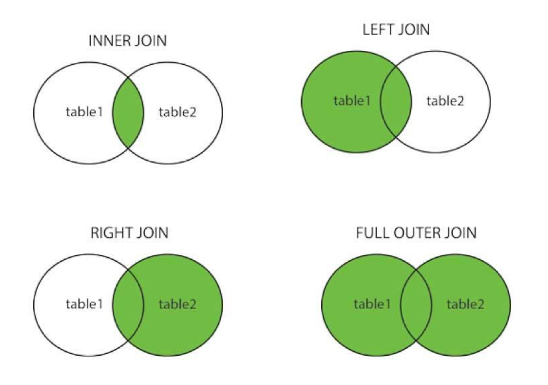 INNER JOIN
table1 table2
LEFT JOIN
table1 table2
RIGHT JOIN
table1 table2
FULL OUTER JOIN
table1 table2